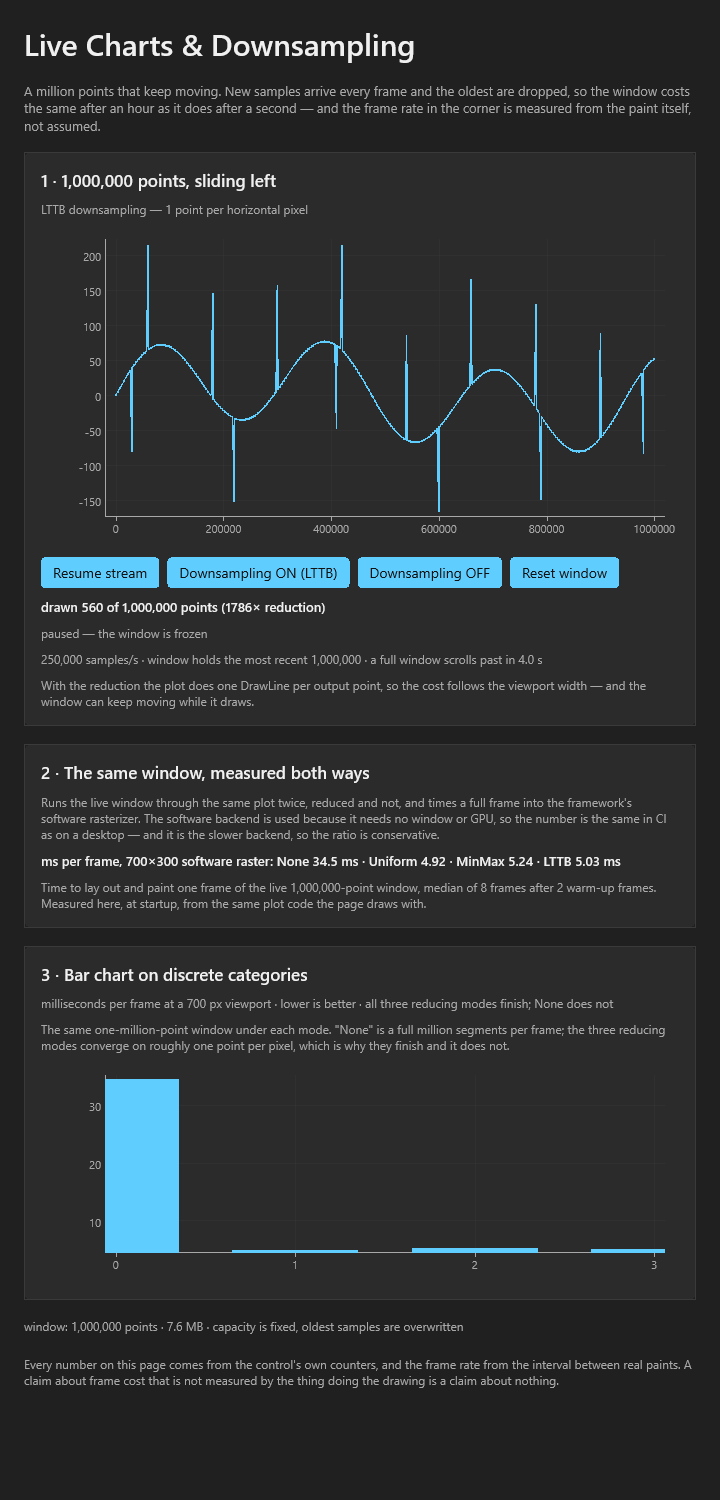 Live Charts & Downsampling
A million points that keep moving. New samples arrive every frame and the oldest are dropped, so the window costs
the same after an hour as it does after a second — and the frame rate in the corner is measured from the paint itself,
not assumed.
1 · 1,000,000 points, sliding left
LTTB downsampling — 1 point per horizontal pixel
200
150
100
50
0
-50
-100
-150
0 200000 400000 600000 800000 1000000
Resume stream Downsampling ON (LTTB) Downsampling OFF Reset window
drawn 560 of 1,000,000 points (1786× reduction)
paused — the window is frozen
250,000 samples/s · window holds the most recent 1,000,000 · a full window scrolls past in 4.0 s
With the reduction the plot does one DrawLine per output point, so the cost follows the viewport width — and the
window can keep moving while it draws.
2 · The same window, measured both ways
Runs the live window through the same plot twice, reduced and not, and times a full frame into the framework's
software rasterizer. The software backend is used because it needs no window or GPU, so the number is the same in CI
as on a desktop — and it is the slower backend, so the ratio is conservative.
ms per frame, 700×300 software raster: None 34.5 ms · Uniform 4.92 · MinMax 5.24 · LTTB 5.03 ms
Time to lay out and paint one frame of the live 1,000,000-point window, median of 8 frames after 2 warm-up frames.
Measured here, at startup, from the same plot code the page draws with.
3 · Bar chart on discrete categories
milliseconds per frame at a 700 px viewport · lower is better · all three reducing modes finish; None does not
The same one-million-point window under each mode. "None" is a full million segments per frame; the three reducing
modes converge on roughly one point per pixel, which is why they finish and it does not.
30
20
10
0 1 2 3
window: 1,000,000 points · 7.6 MB · capacity is fixed, oldest samples are overwritten
Every number on this page comes from the control's own counters, and the frame rate from the interval between real paints. A
claim about frame cost that is not measured by the thing doing the drawing is a claim about nothing.